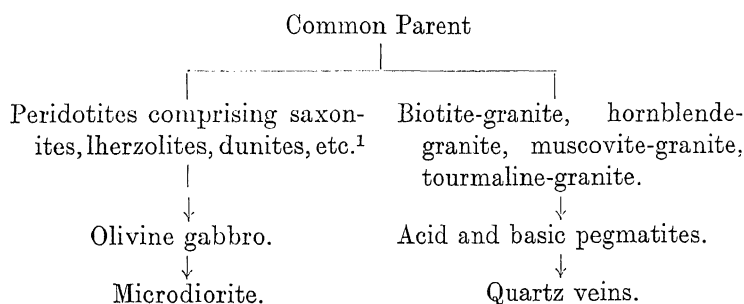 Common Parent
Peridotites comprising saxon-
ites, lherzolites, dunites, etc.¹
Biotite-granite, hornblende-
granite, muscovite-granite,
tourmaline-granite.
Olivine gabbro.
Acid and basic pegmatites.
Microdiorite.
Quartz veins.